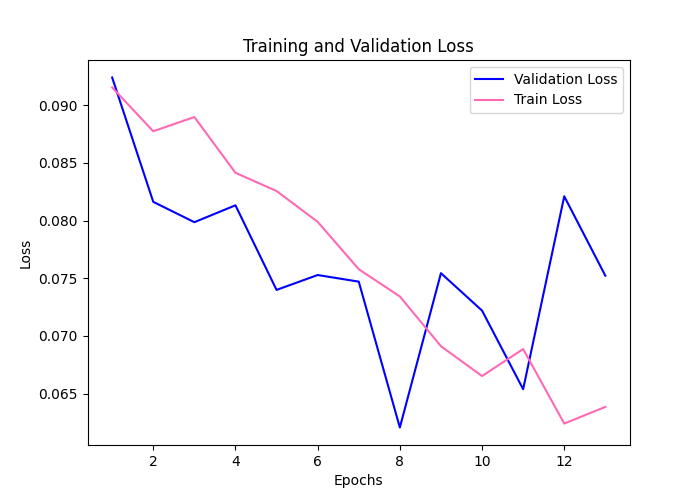 Training and Validation Loss
Validation Loss
Train Loss
0.090
0.085
0.080
0.075
0.070
0.065
Loss
2 4 6 8 10 12
Epochs